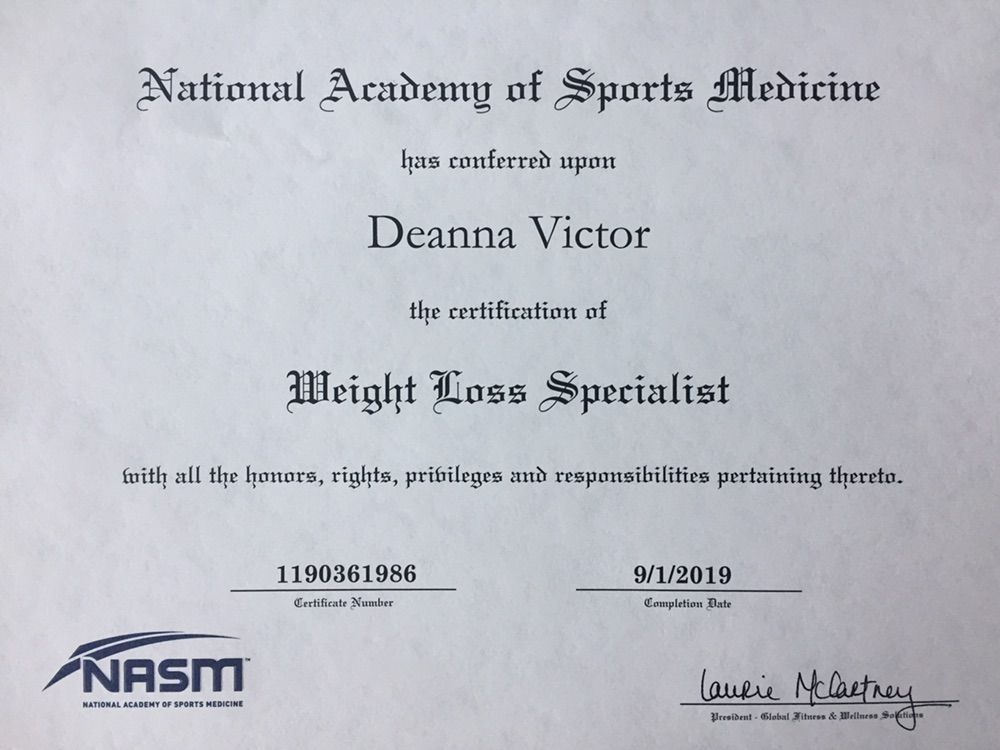 National Academy of Sports Medicine
has conferred upon
Deanna Victor
the certification of
Weight Loss Specialist
with all the honors, rights, privileges and responsibilities pertaining thereto.
1190361986
Certificate Number
9/1/2019
Completion Date
NASM™
NATIONAL ACADEMY OF SPORTS MEDICINE
Laurie McCartney
President - Global Fitness & Wellness Solutions